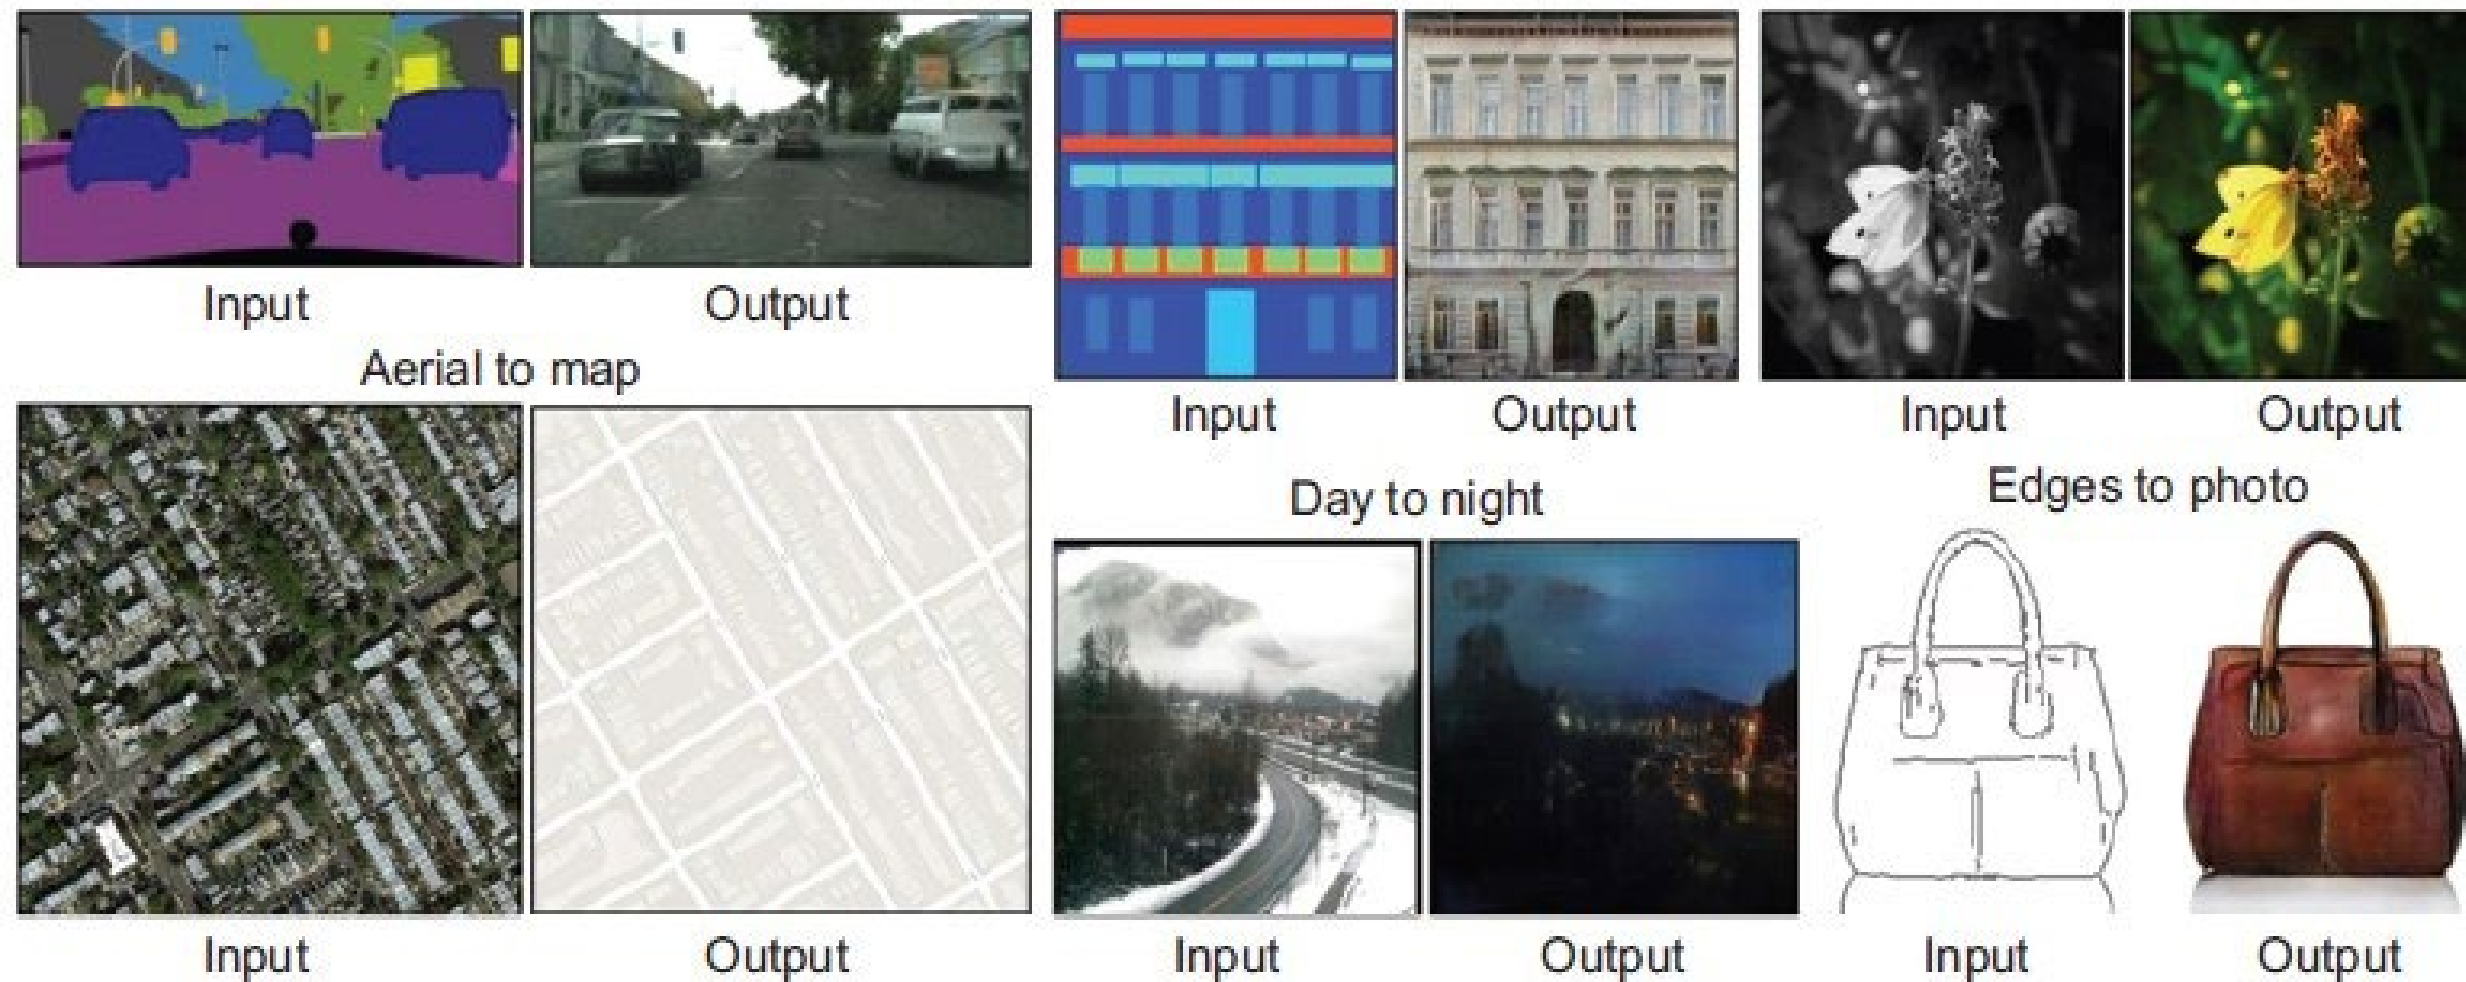 Input
Output
Aerial to map
Input
Output
Input
Output
Day to night
Input
Output
Input
Output
Edges to photo
Input
Output